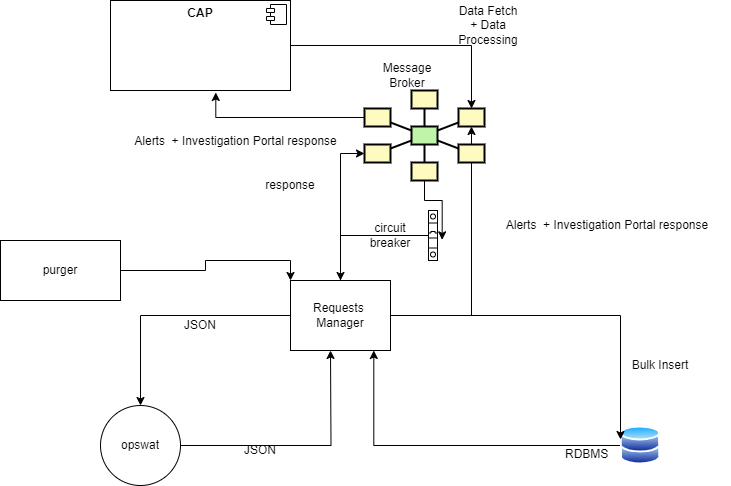 CAP
Data Fetch
+ Data
Processing
Message
Broker
Alerts + Investigation Portal response
response
circuit
breaker
Alerts + Investigation Portal response
purger
Requests
Manager
JSON
Bulk Insert
opswat
JSON
RDBMS